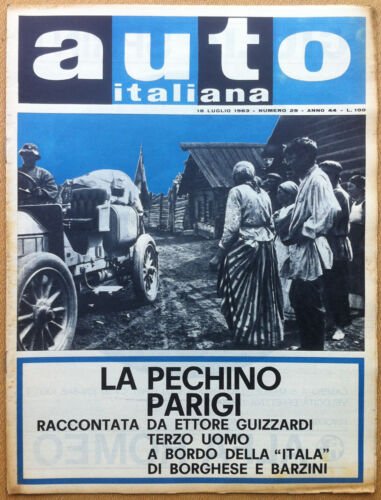 auto
italiana
18 LUGLIO 1963 - NUMERO 29 - ANNO 44 - L. 100
LA PECHINO
PARIGI
RACCONTATA DA ETTORE GUIZZARDI
TERZO UOMO
A BORDO DELLA “ITALA”
DI BORGHESE E BARZINI